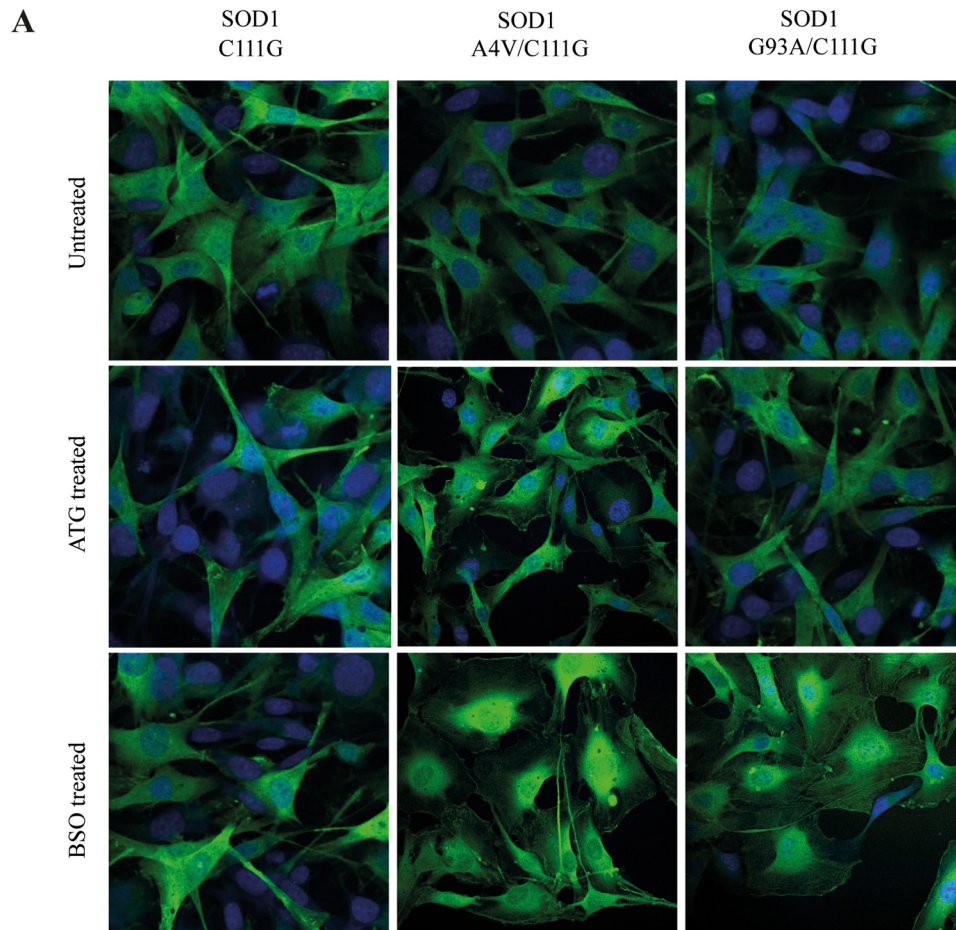 A
SOD1
C111G
SOD1
A4V/C111G
SOD1
G93A/C111G
Untreated
ATG treated
BSO treated